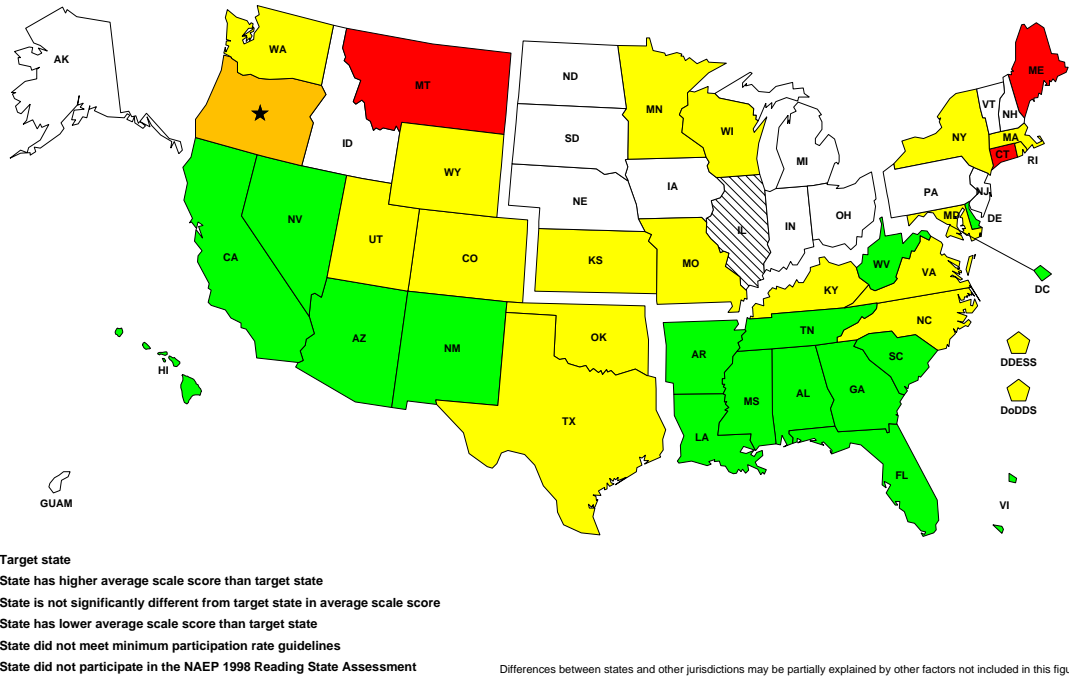 AK
WA
MT
ND
MN
ME
VT
NH
SD
WI
NY
MA
ID
MI
CT
RI
WY
IA
PA
NJ
NE
OH
NV
IL
IN
MD
DE
UT
CO
KS
MO
WV
VA
CA
KY
DC
NC
AZ
NM
OK
TN
AR
SC
DDESS
HI
MS
AL
GA
DoDDS
TX
LA
FL
GUAM
VI
Target state
State has higher average scale score than target state
State is not significantly different from target state in average scale score
State has lower average scale score than target state
State did not meet minimum participation rate guidelines
State did not participate in the NAEP 1998 Reading State Assessment
Differences between states and other jurisdictions may be partially explained by other factors not included in this